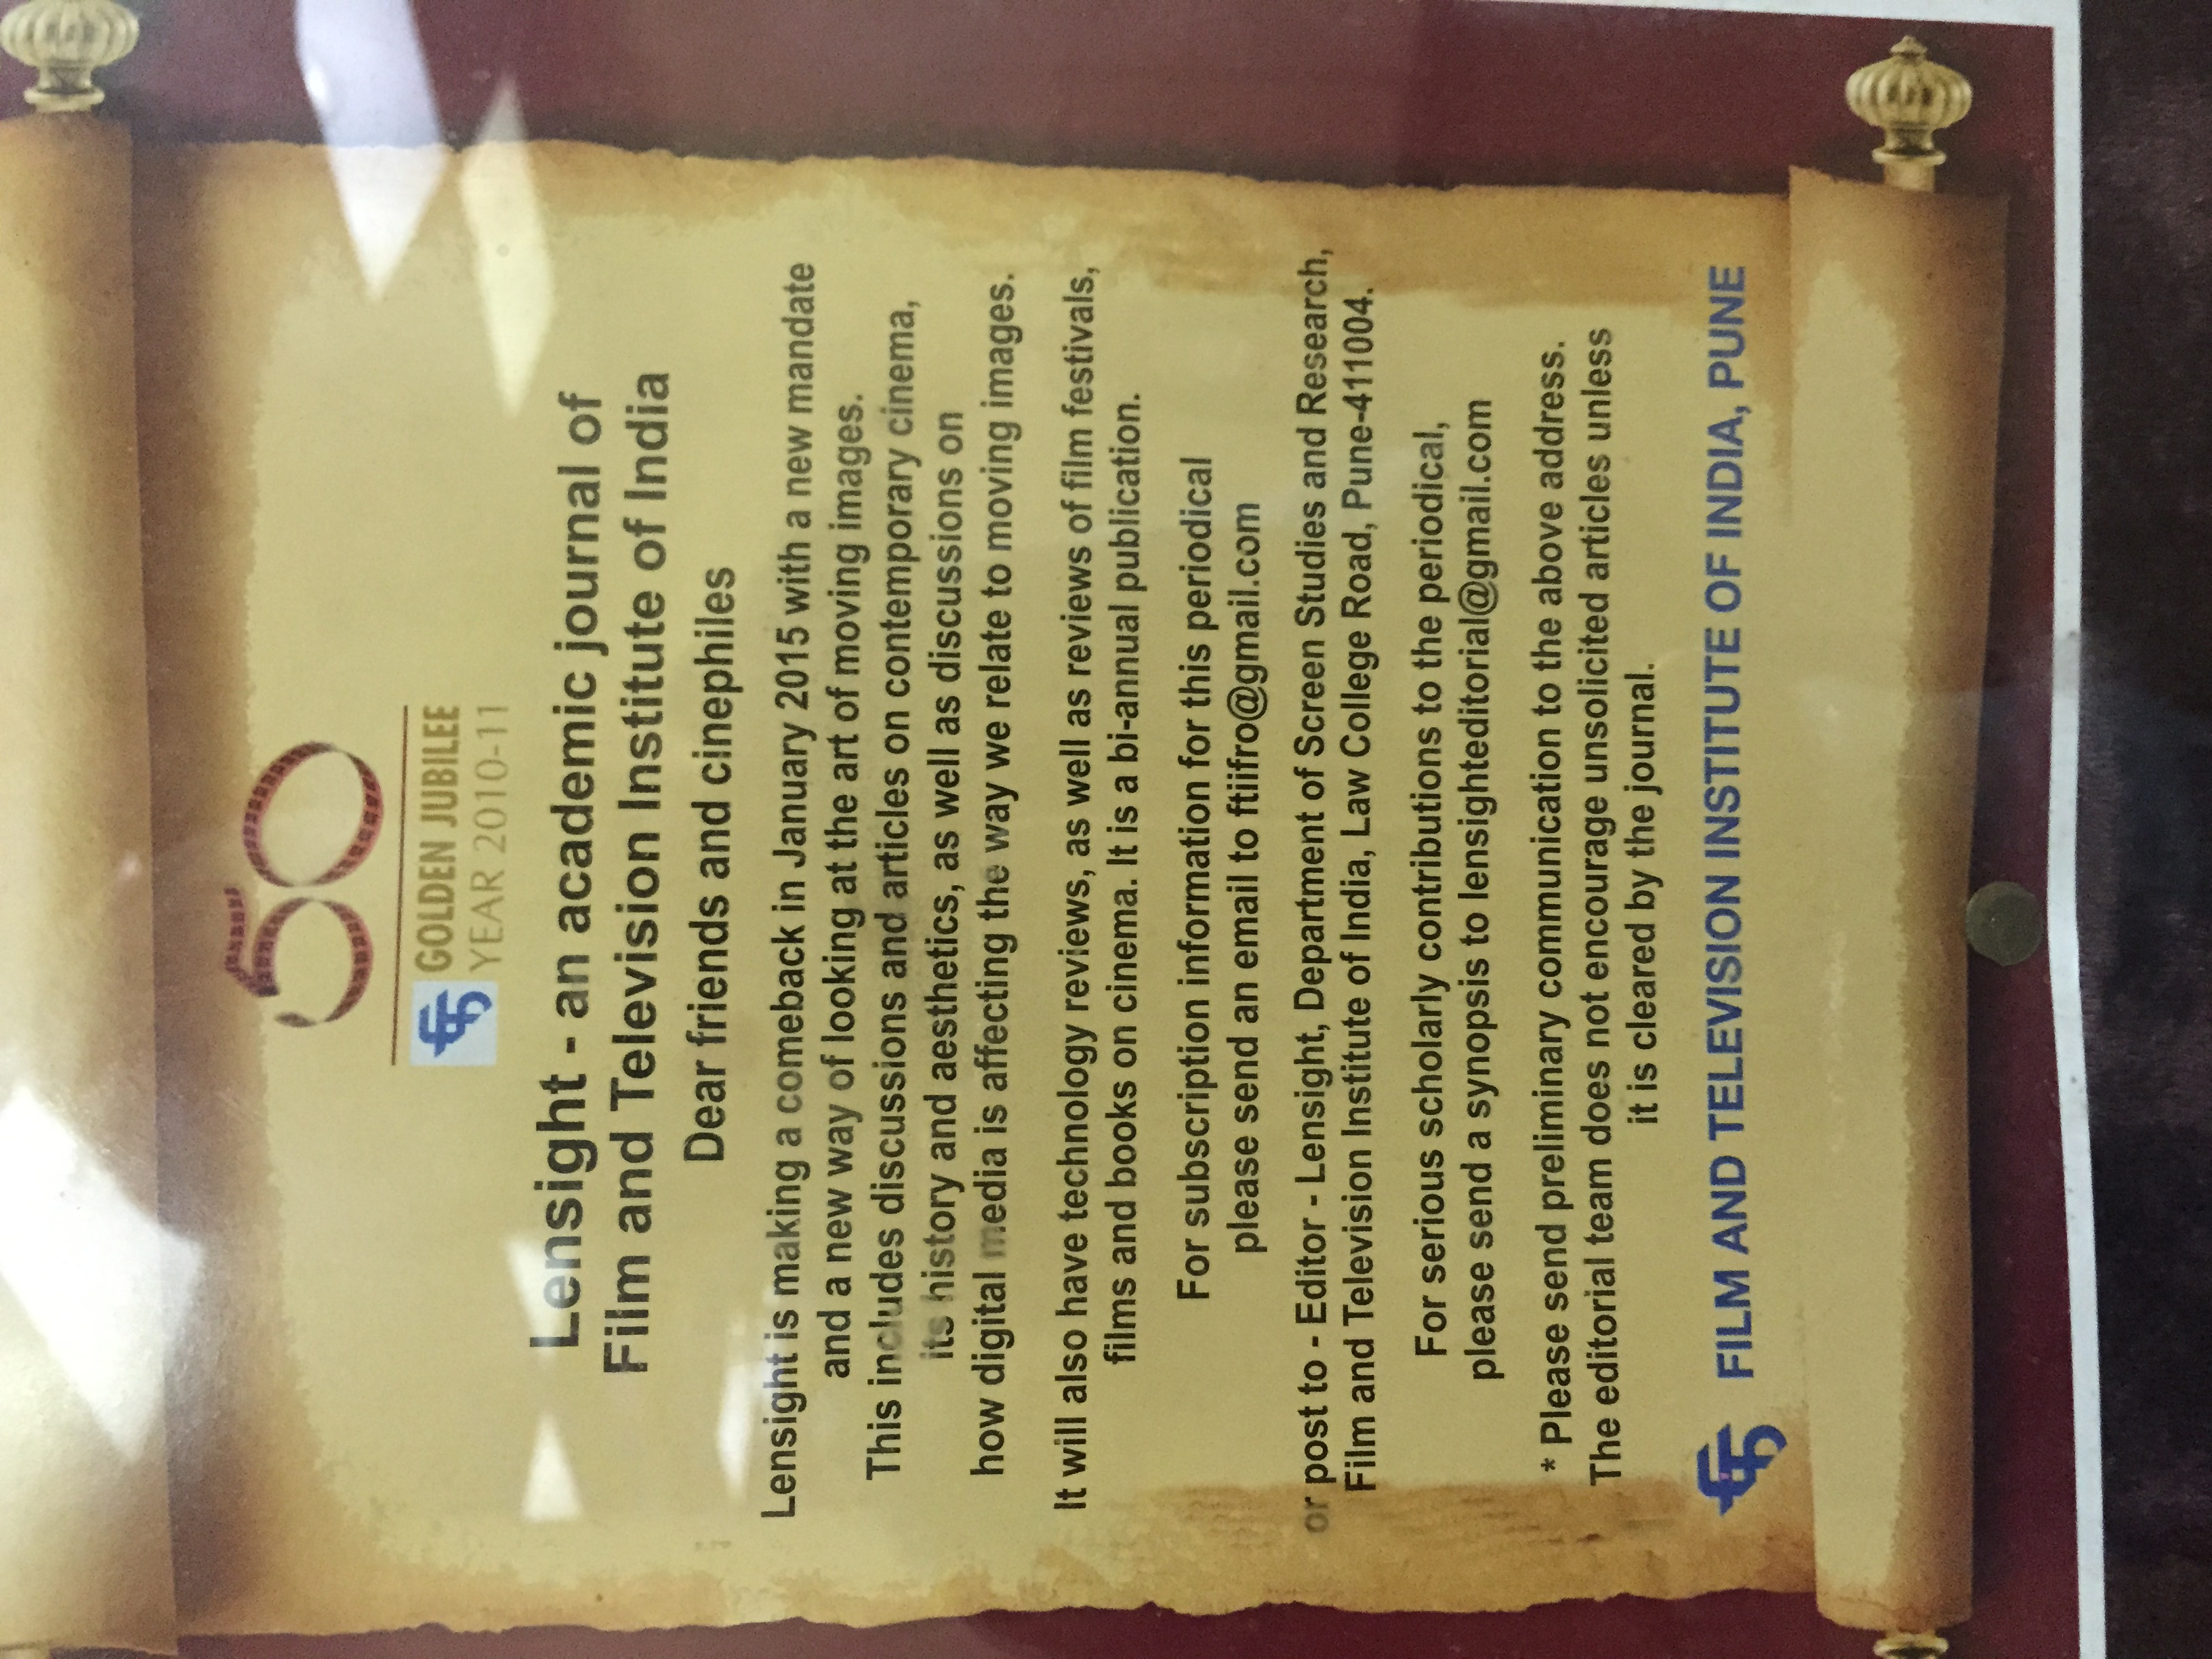 50
GOLDEN JUBILEE
YEAR 2010-11
Lensight - an academic journal of
Film and Television Institute of India
Dear friends and cinephiles
Lensight is making a comeback in January 2015 with a new mandate
and a new way of looking at the art of moving images.
This includes discussions and articles on contemporary cinema,
its history and aesthetics, as well as discussions on
how digital media is affecting the way we relate to moving images.
It will also have technology reviews, as well as reviews of film festivals,
films and books on cinema. It is a bi-annual publication.
For subscription information for this periodical
please send an email to ftiifro@gmail.com
or post to - Editor - Lensight, Department of Screen Studies and Research,
Film and Television Institute of India, Law College Road, Pune-411004.
For serious scholarly contributions to the periodical,
please send a synopsis to lensighteditorial@gmail.com
* Please send preliminary communication to the above address.
The editorial team does not encourage unsolicited articles unless
it is cleared by the journal.
FILM AND TELEVISION INSTITUTE OF INDIA, PUNE